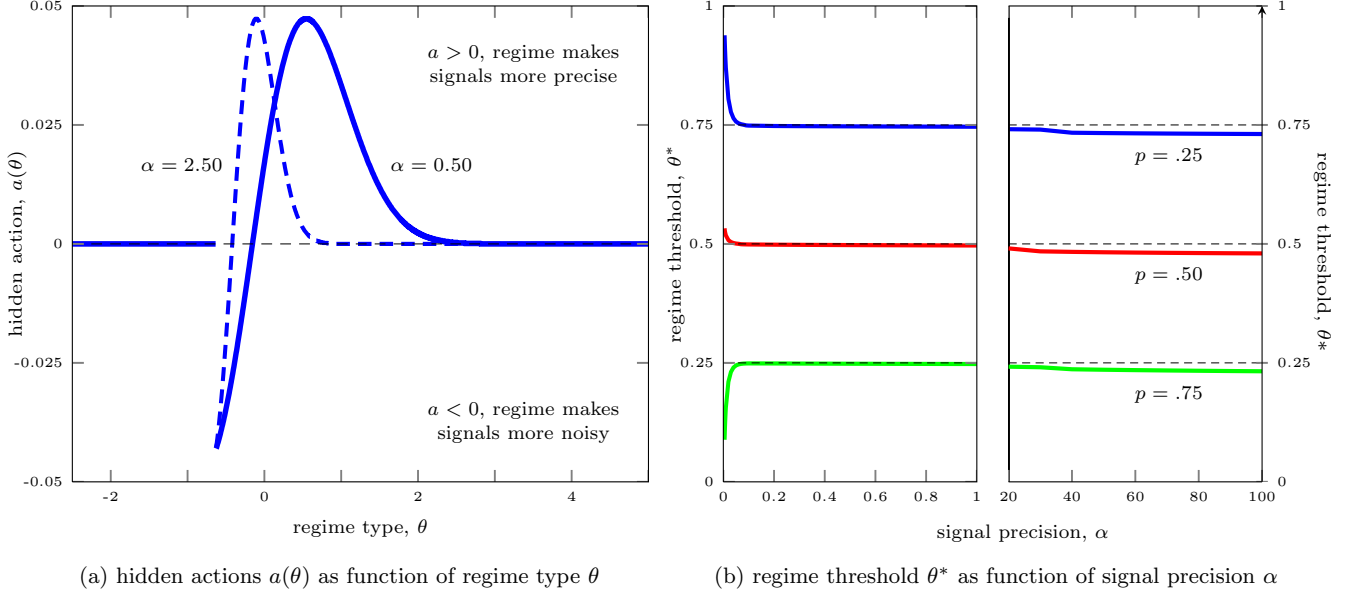 0.05
0.025
0
-0.025
-0.05
hidden action, a(θ)
a > 0, regime makes
signals more precise
α = 2.50
α = 0.50
a < 0, regime makes
signals more noisy
-2
0
2
4
regime type, θ
(a) hidden actions a(θ) as function of regime type θ
1
0.75
0.5
0.25
0
regime threshold, θ*
0
0.2
0.4
0.6
0.8
1
p = .25
p = .50
p = .75
20
40
60
80
100
1
0.75
0.5
0.25
0
regime threshold, θ*
signal precision, α
(b) regime threshold θ* as function of signal precision α